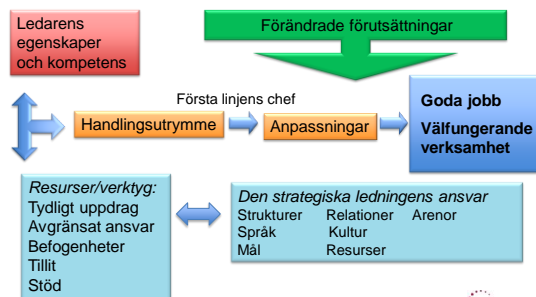 Ledarens
egenskaper
och kompetens
Förändrade förutsättningar
Första linjens chef
Handlingsutrymme
Anpassningar
Goda jobb
Välfungerande
verksamhet
Resurser/verktyg:
Tydligt uppdrag
Avgränsat ansvar
Befogenheter
Tillit
Stöd
Den strategiska ledningens ansvar
Strukturer Relationer Arenor
Språk Kultur
Mål Resurser